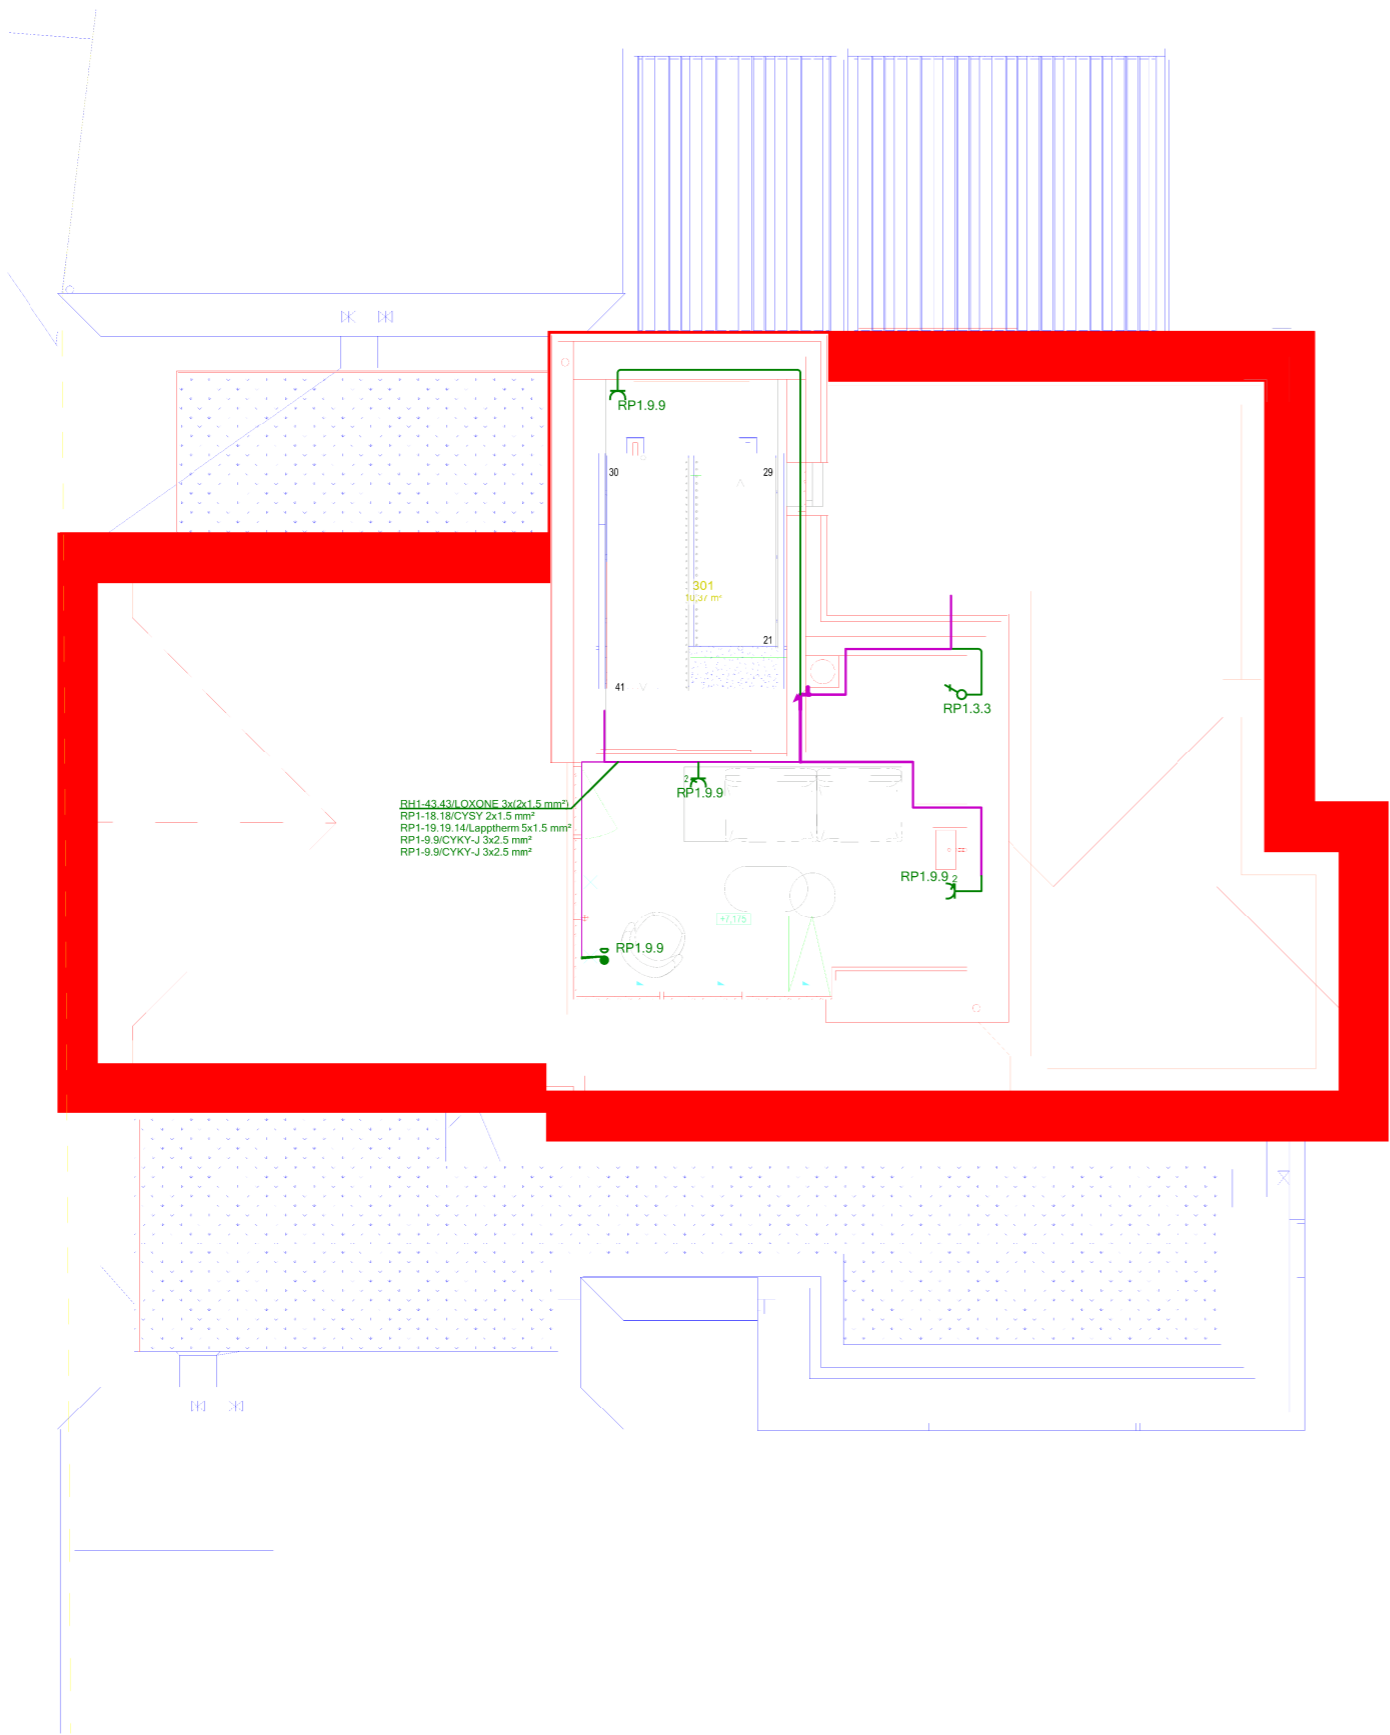 RP1.9.9
30
29
301
10,37 m²
21
41
RP1.3.3
2
RP1.9.9
RH1-43.43/LOXONE 3x(2x1.5 mm²)
RP1-18.18/CYSY 2x1.5 mm²
RP1-19.19.14/Lapptherm 5x1.5 mm²
RP1-9.9/CYKY-J 3x2.5 mm²
RP1-9.9/CYKY-J 3x2.5 mm²
RP1.9.9 2
RP1.9.9